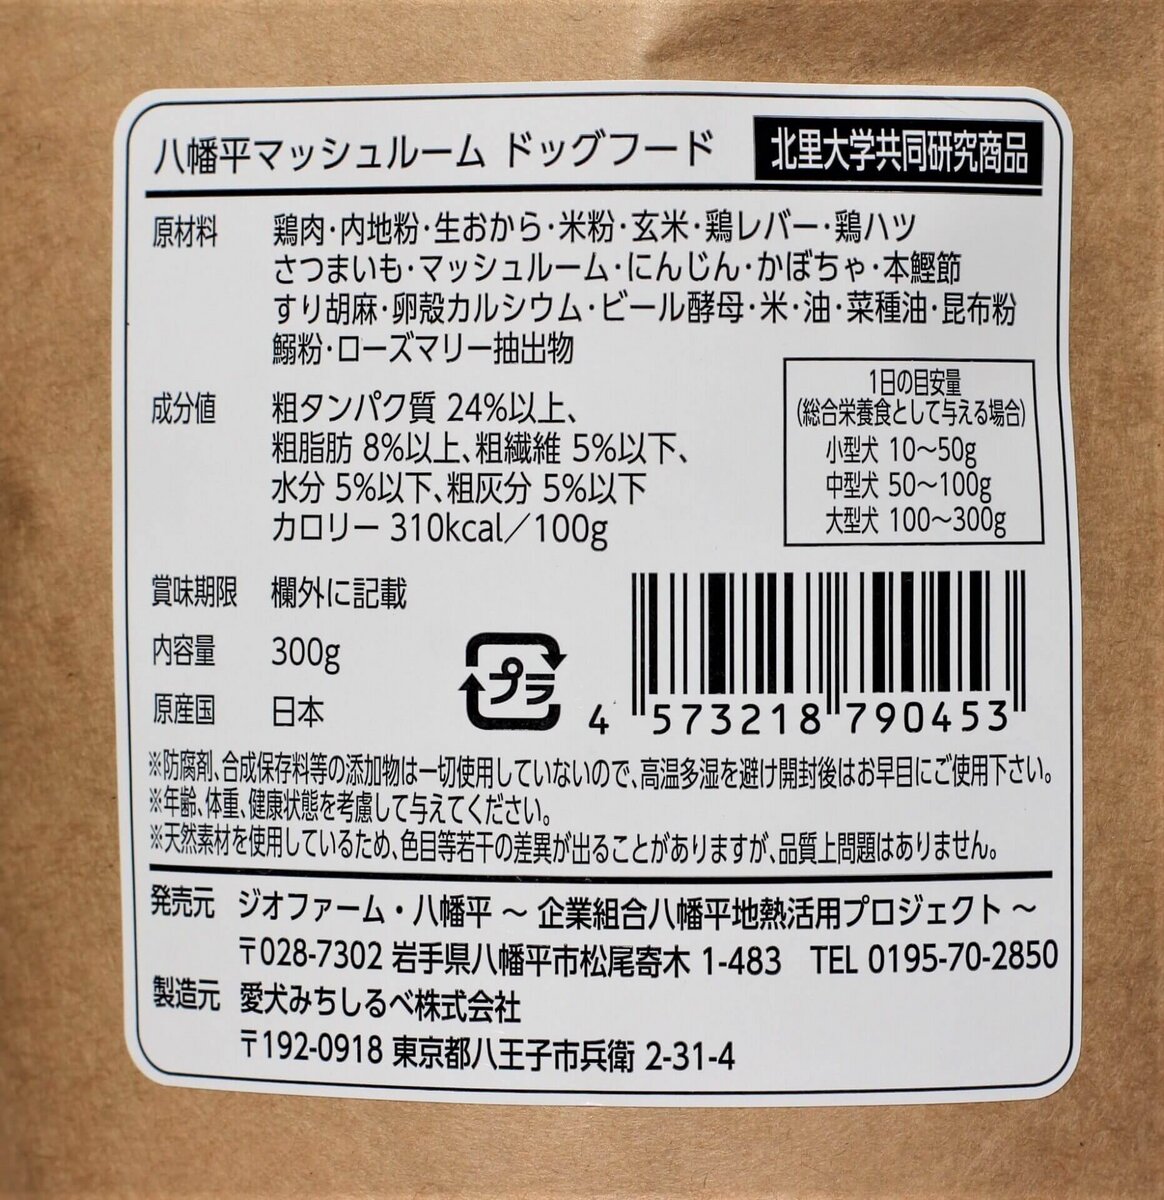 八幡平マッシュルーム ドッグフード 北里大学共同研究商品
原材料 鶏肉・内地粉・生おから・米粉・玄米・鶏レバー・鶏ハツ
さつまいも・マッシュルーム・にんじん・かぼちゃ・本鰹節
すり胡麻・卵殻カルシウム・ビール酵母・米・油・菜種油・昆布粉
鰯粉・ローズマリー抽出物
成分値 粗タンパク質 24%以上、
粗脂肪 8%以上、粗繊維 5%以下、
水分 5%以下、粗灰分 5%以下
カロリー 310kcal/100g
1日の目安量
(総合栄養食として与える場合)
小型犬 10〜50g
中型犬 50〜100g
大型犬 100〜300g
賞味期限 欄外に記載
内容量 300g
原産国 日本
プラ
4 573218 790453
※防腐剤、合成保存料等の添加物は一切使用していないので、高温多湿を避け開封後はお早目にご使用下さい。
※年齢、体重、健康状態を考慮して与えてください。
※天然素材を使用しているため、色目等若干の差異が出ることがありますが、品質上問題はありません。
発売元 ジオファーム・八幡平 〜 企業組合八幡平地熱活用プロジェクト 〜
〒028-7302 岩手県八幡平市松尾寄木 1-483 TEL 0195-70-2850
製造元 愛犬みちしるべ株式会社
〒192-0918 東京都八王子市兵衛 2-31-4